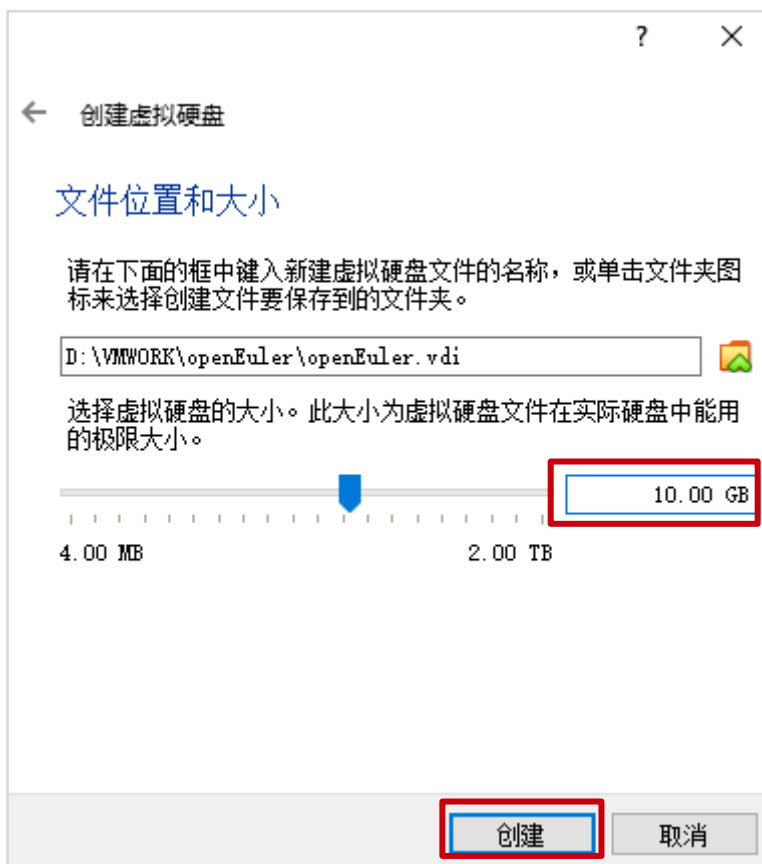 ?
创建虚拟硬盘
文件位置和大小
请在下面的框中键入新建虚拟硬盘文件的名称，或单击文件夹图
标来选择创建文件要保存到的文件夹。
D:\VMWORK\openEuler\openEuler.vdi
选择虚拟硬盘的大小。此大小为虚拟硬盘文件在实际硬盘中能用
的极限大小。
10.00 GB
4.00 MB 2.00 TB
创建 取消